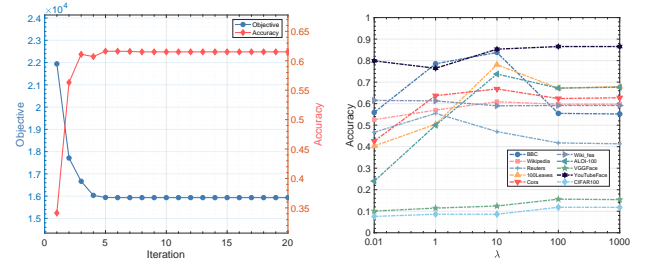 2.4
2.3
2.2
2.1
2
1.9
1.8
1.7
1.6
1.5
×10⁴
Objective
Objective
Accuracy
0.65
0.6
0.55
0.5
0.45
0.4
0.35
Accuracy
0
5
10
15
20
Iteration
1
0.9
0.8
0.7
0.6
0.5
0.4
0.3
0.2
0.1
0
Accuracy
BBC
Wikipedia
Reuters
100Leaves
Cora
Wiki_fea
ALOI-100
VGGFace
YouTubeFace
CIFAR100
0.01
1
10
100
1000
λ